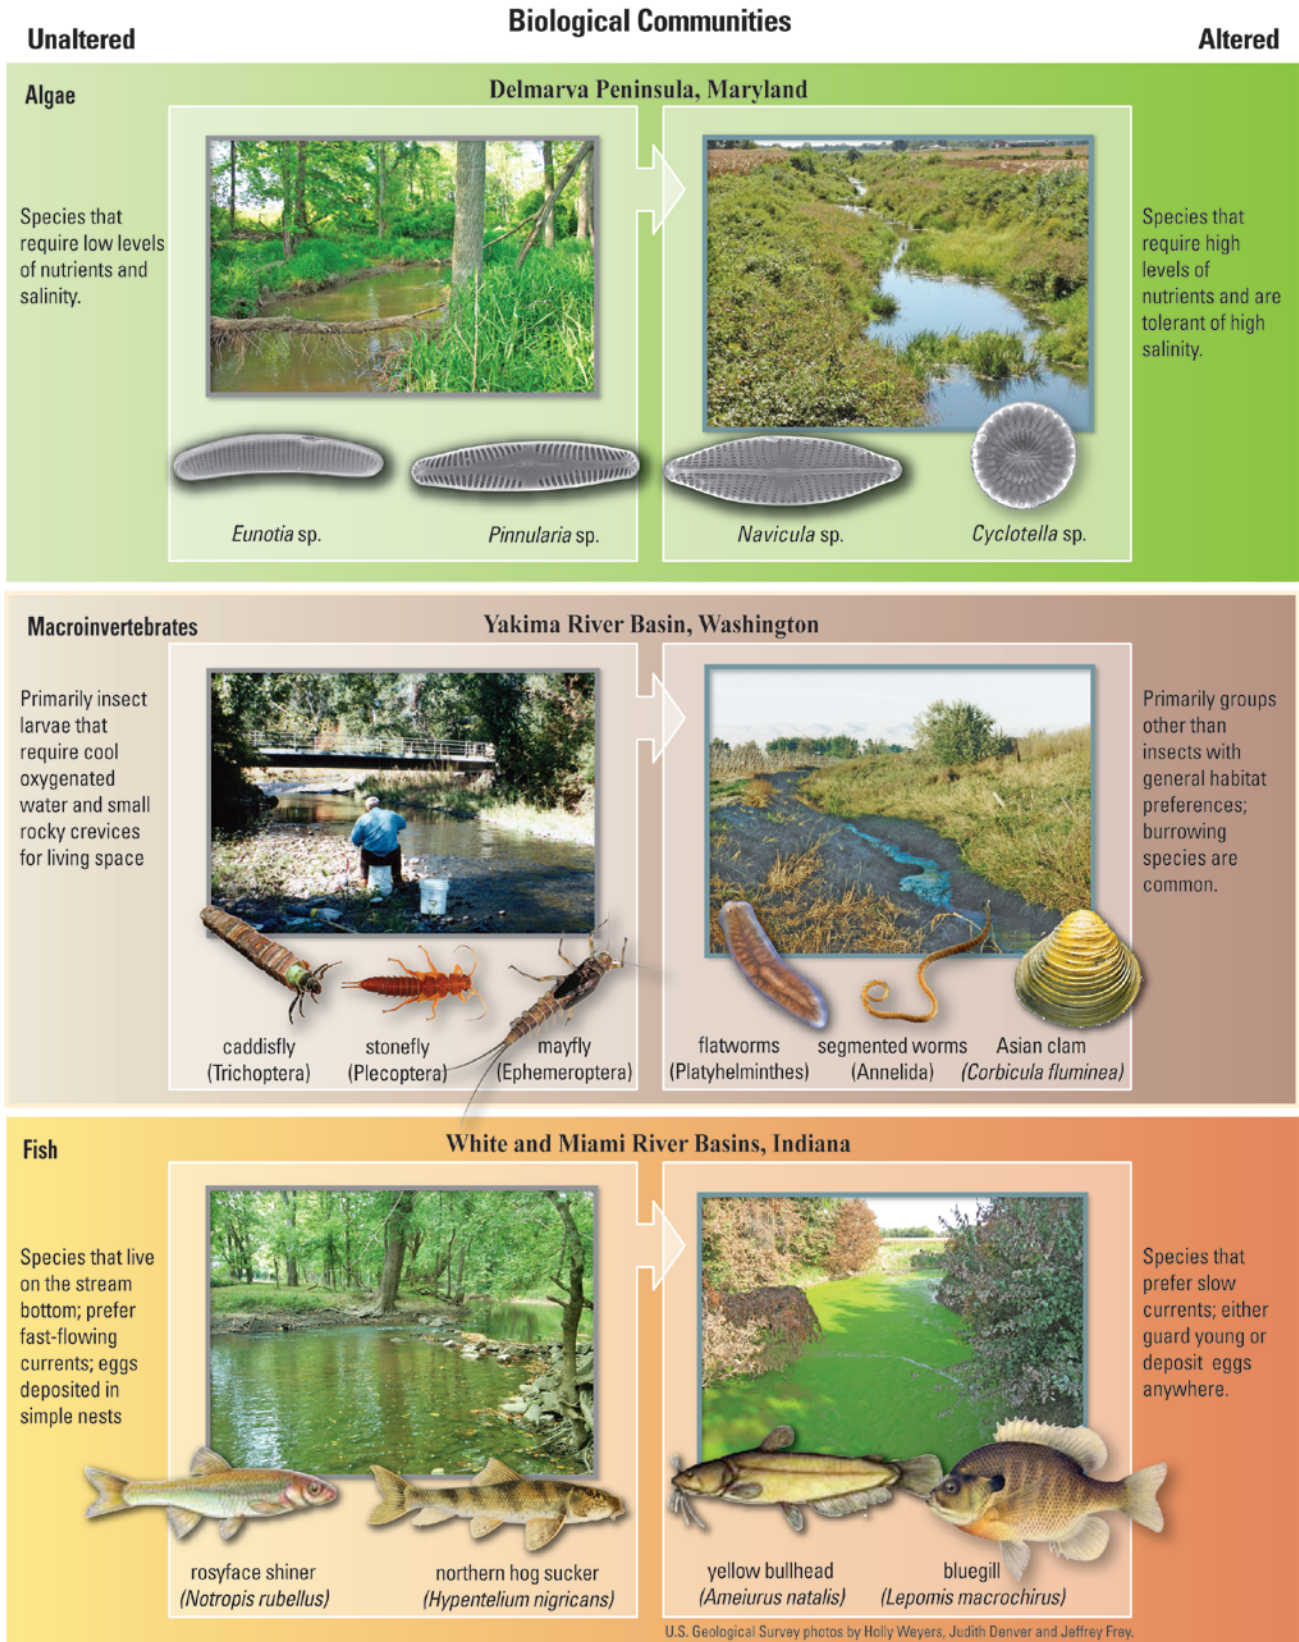 Biological Communities
Unaltered
Altered
Algae
Delmarva Peninsula, Maryland
Species that
require low levels
of nutrients and
salinity.
Species that
require high
levels of
nutrients and are
tolerant of high
salinity.
Eunotia sp.
Pinnularia sp.
Navicula sp.
Cyclotella sp.
Macroinvertebrates
Yakima River Basin, Washington
Primarily insect
larvae that
require cool
oxygenated
water and small
rocky crevices
for living space
Primarily groups
other than
insects with
general habitat
preferences;
burrowing
species are
common.
caddisfly
(Trichoptera)
stonefly
(Plecoptera)
mayfly
(Ephemeroptera)
flatworms
(Platyhelminthes)
segmented worms
(Annelida)
Asian clam
(Corbicula fluminea)
Fish
White and Miami River Basins, Indiana
Species that live
on the stream
bottom; prefer
fast-flowing
currents; eggs
deposited in
simple nests
Species that
prefer slow
currents; either
guard young or
deposit eggs
anywhere.
rosyface shiner
(Notropis rubellus)
northern hog sucker
(Hypentelium nigricans)
yellow bullhead
(Ameiurus natalis)
bluegill
(Lepomis macrochirus)
U.S. Geological Survey photos by Holly Weyers, Judith Denver and Jeffrey Frey.